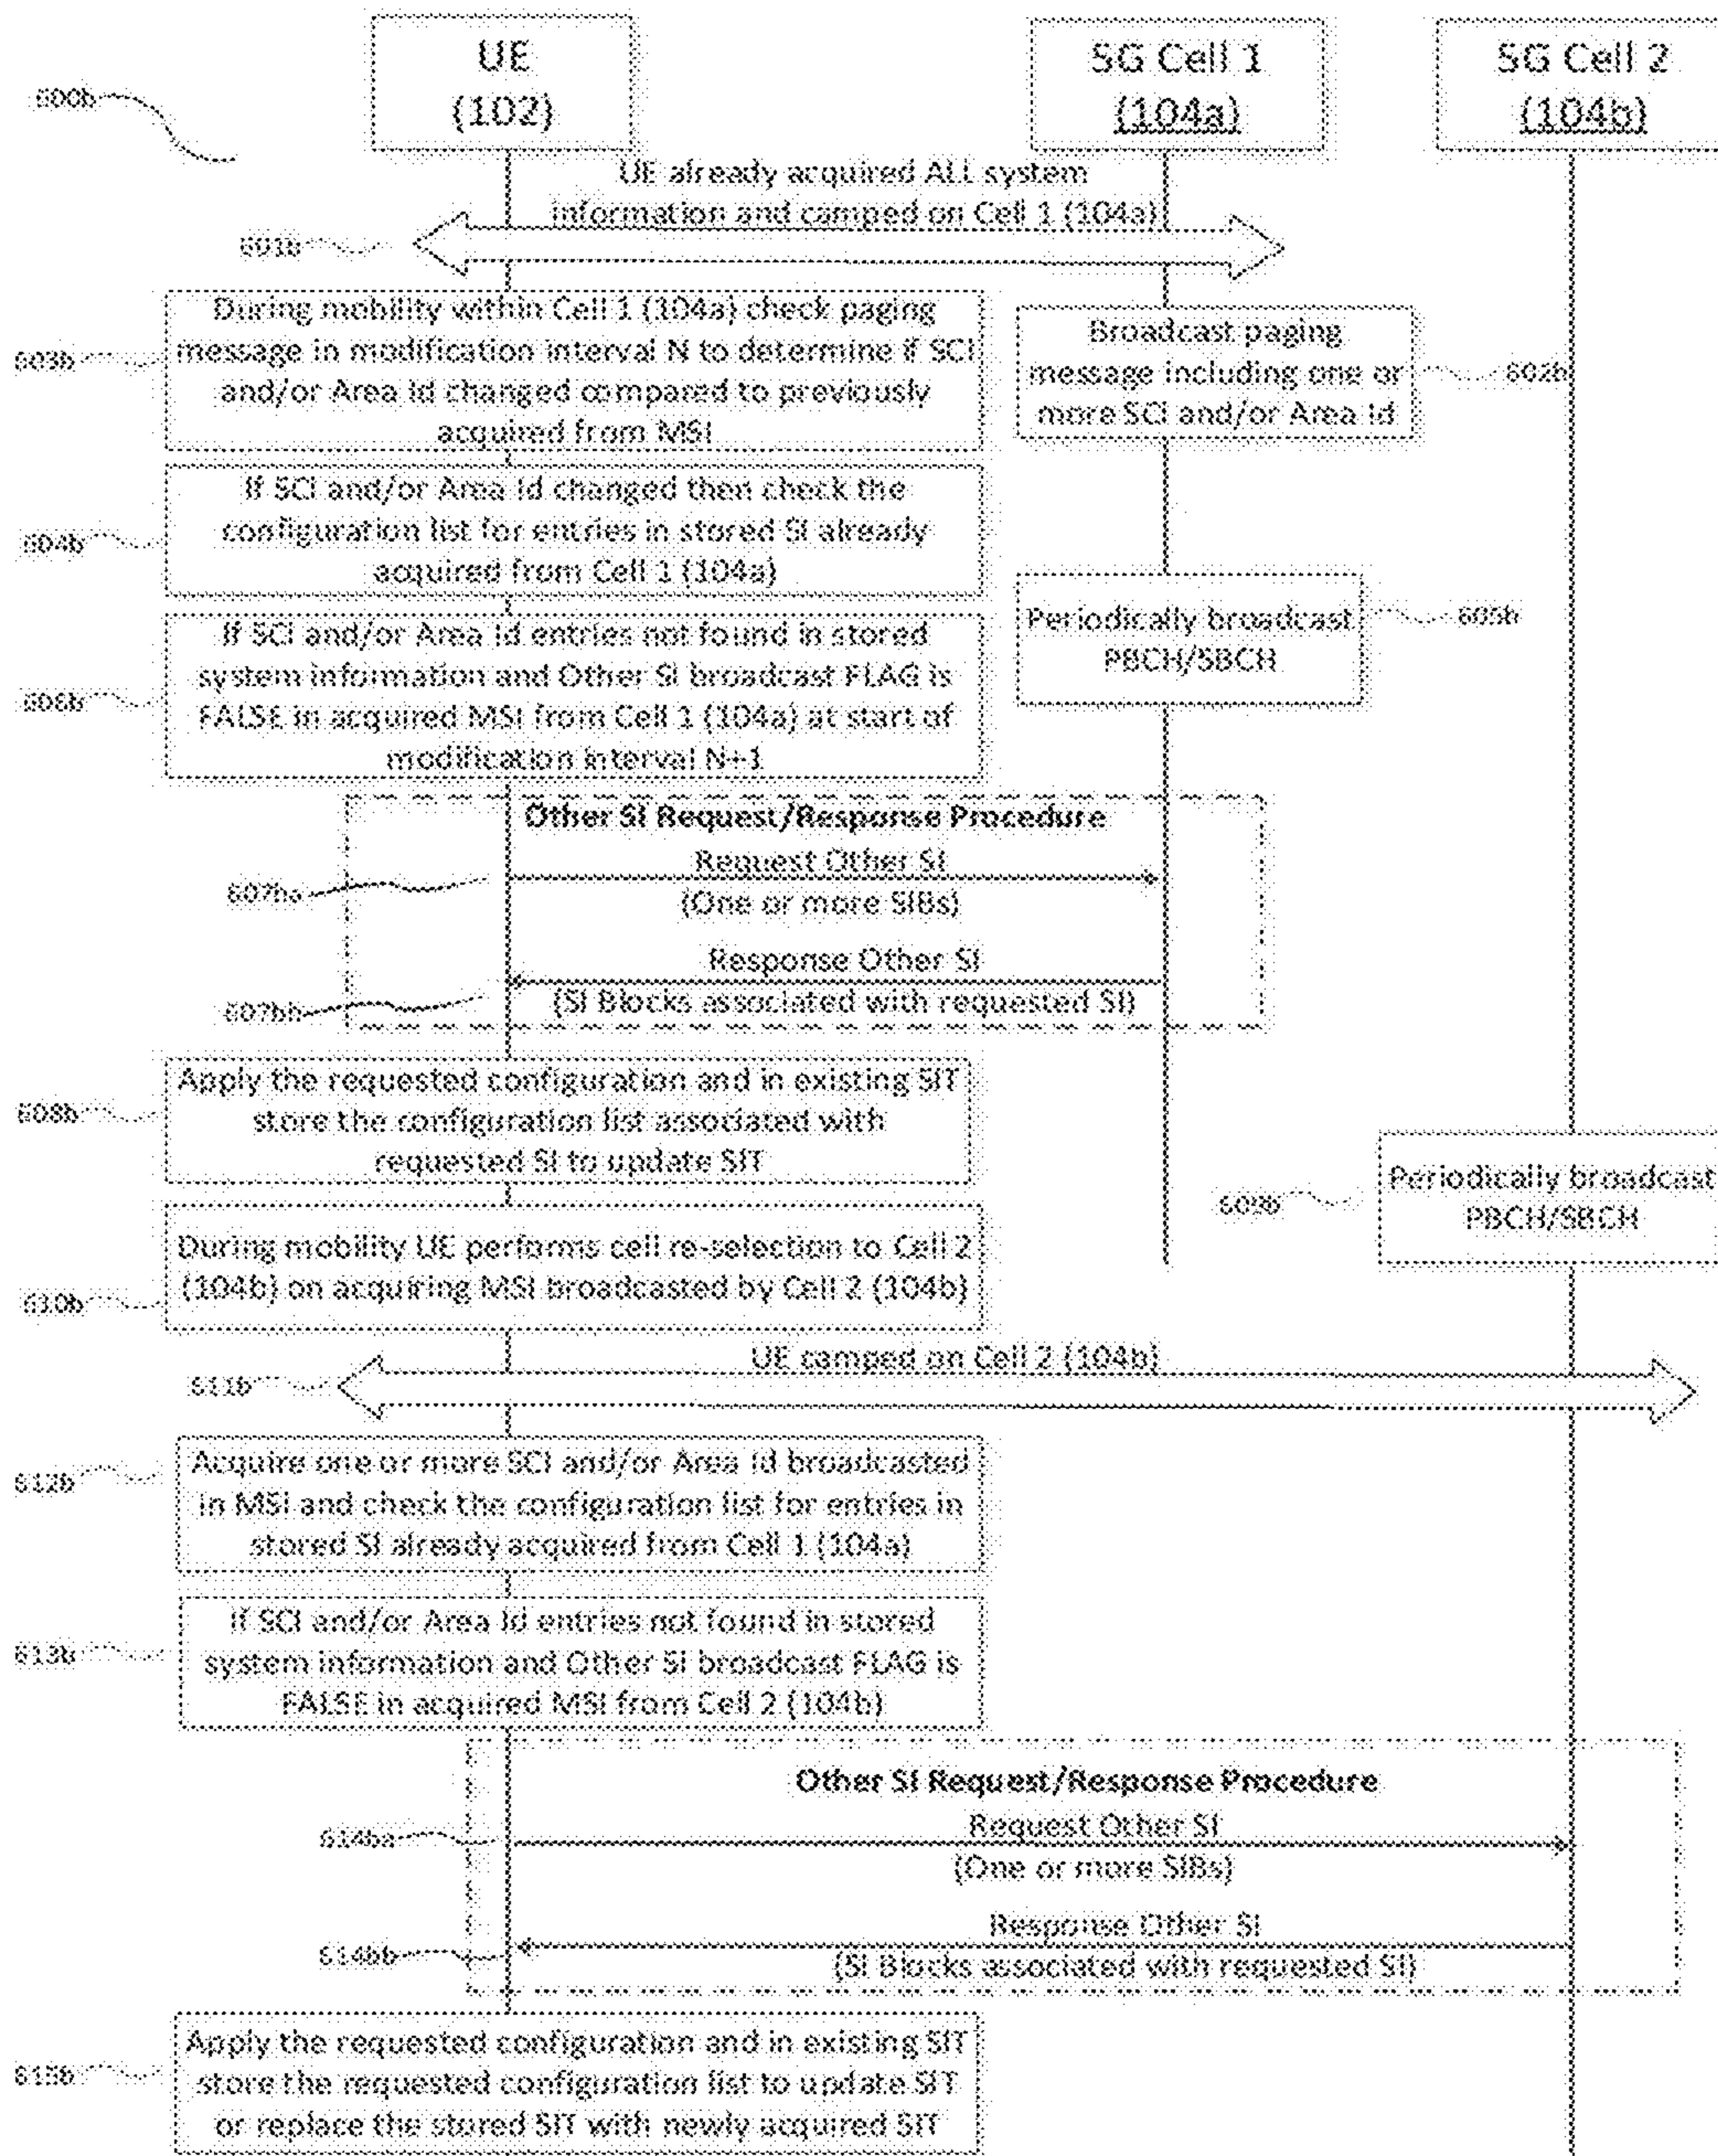 UE
(102)
5G Cell 1
(104a)
5G Cell 2
(104b)
600b
UE already acquired ALL system
information and camped on Cell 1 (104a)
601b
During mobility within Cell 1 (104a) check paging
message in modification interval N to determine if SCI
and/or Area Id changed compared to previously
acquired from MSI
603b
Broadcast paging
message including one or
more SCI and/or Area Id
602b
If SCI and/or Area Id changed then check the
configuration list for entries in stored SI already
acquired from Cell 1 (104a)
604b
Periodically broadcast
PBCH/SBCH
605b
If SCI and/or Area Id entries not found in stored
system information and Other SI broadcast FLAG is
FALSE in acquired MSI from Cell 1 (104a) at start of
modification interval N+1
606b
Other SI Request/Response Procedure
Request Other SI
(One or more SIBs)
607ba
Response Other SI
(SI Blocks associated with requested SI)
607bb
Apply the requested configuration and in existing SIT
store the configuration list associated with
requested SI to update SIT
608b
Periodically broadcast
PBCH/SBCH
609b
During mobility UE performs cell re-selection to Cell 2
(104b) on acquiring MSI broadcasted by Cell 2 (104b)
610b
UE camped on Cell 2 (104b)
611b
Acquire one or more SCI and/or Area Id broadcasted
in MSI and check the configuration list for entries in
stored SI already acquired from Cell 1 (104a)
612b
If SCI and/or Area Id entries not found in stored
system information and Other SI broadcast FLAG is
FALSE in acquired MSI from Cell 2 (104b)
613b
Other SI Request/Response Procedure
Request Other SI
(One or more SIBs)
614ba
Response Other SI
(SI Blocks associated with requested SI)
614bb
Apply the requested configuration and in existing SIT
store the requested configuration list to update SIT
or replace the stored SIT with newly acquired SIT
615b